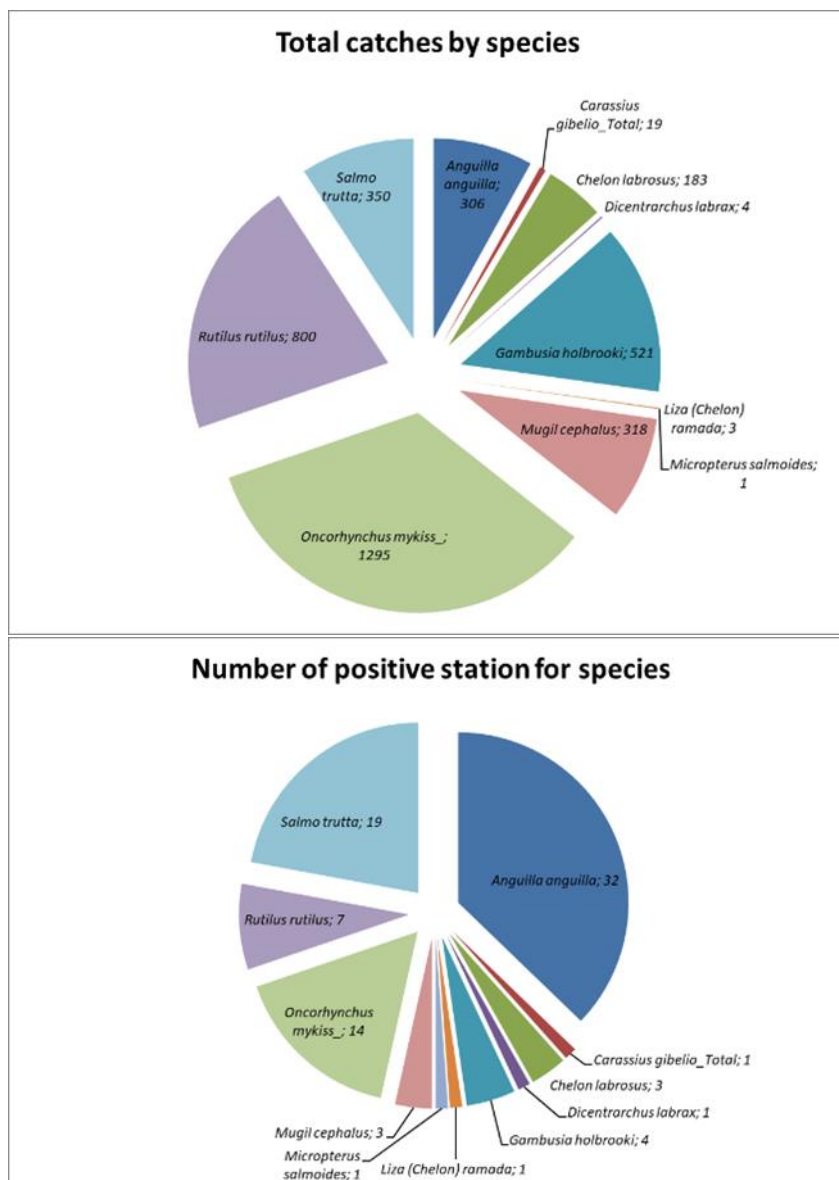 Total catches by species
Carassius
gibelio_Total; 19
Salmo
trutta; 350
Anguilla
anguilla;
306
Chelon labrosus; 183
Dicentrarchus labrax; 4
Rutilus rutilus; 800
Gambusia holbrooki; 521
Liza (Chelon)
ramada; 3
Mugil cephalus; 318
Micropterus salmoides;
1
Oncorhynchus mykiss_;
1295
Number of positive station for species
Salmo trutta; 19
Anguilla anguilla; 32
Rutilus rutilus; 7
Oncorhynchus
mykiss_; 14
Carassius gibelio_Total; 1
Chelon labrosus; 3
Dicentrarchus labrax; 1
Mugil cephalus; 3
Gambusia holbrooki; 4
Micropterus
salmoides; 1
Liza (Chelon) ramada; 1